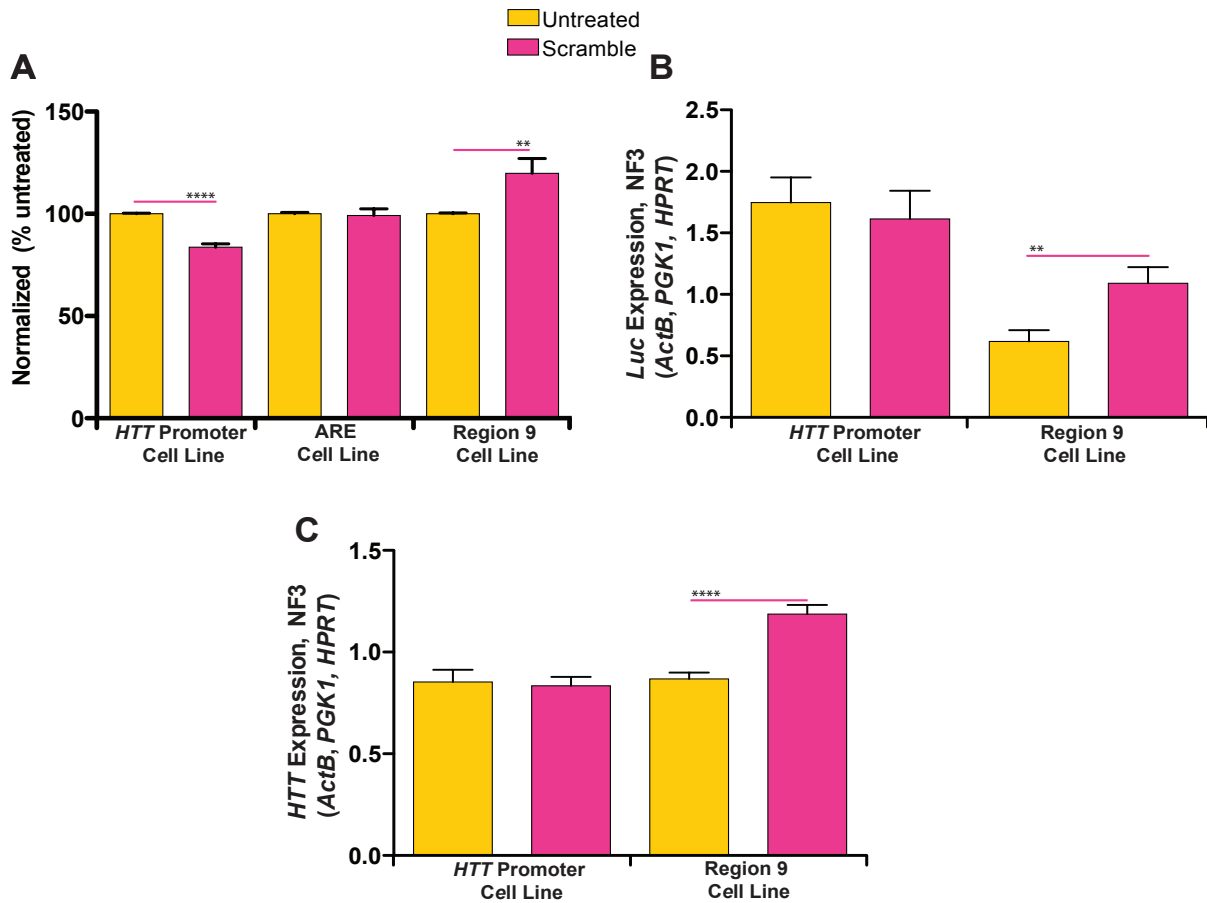 Untreated
Scramble
A
Normalized (% untreated)
150
100
50
0
****
**
HTT Promoter
Cell Line
ARE
Cell Line
Region 9
Cell Line
B
Luc Expression, NF3
(ActB, PGK1, HPRT)
2.5
2.0
1.5
1.0
0.5
0.0
**
HTT Promoter
Cell Line
Region 9
Cell Line
C
HTT Expression, NF3
(ActB, PGK1, HPRT)
1.5
1.0
0.5
0.0
****
HTT Promoter
Cell Line
Region 9
Cell Line